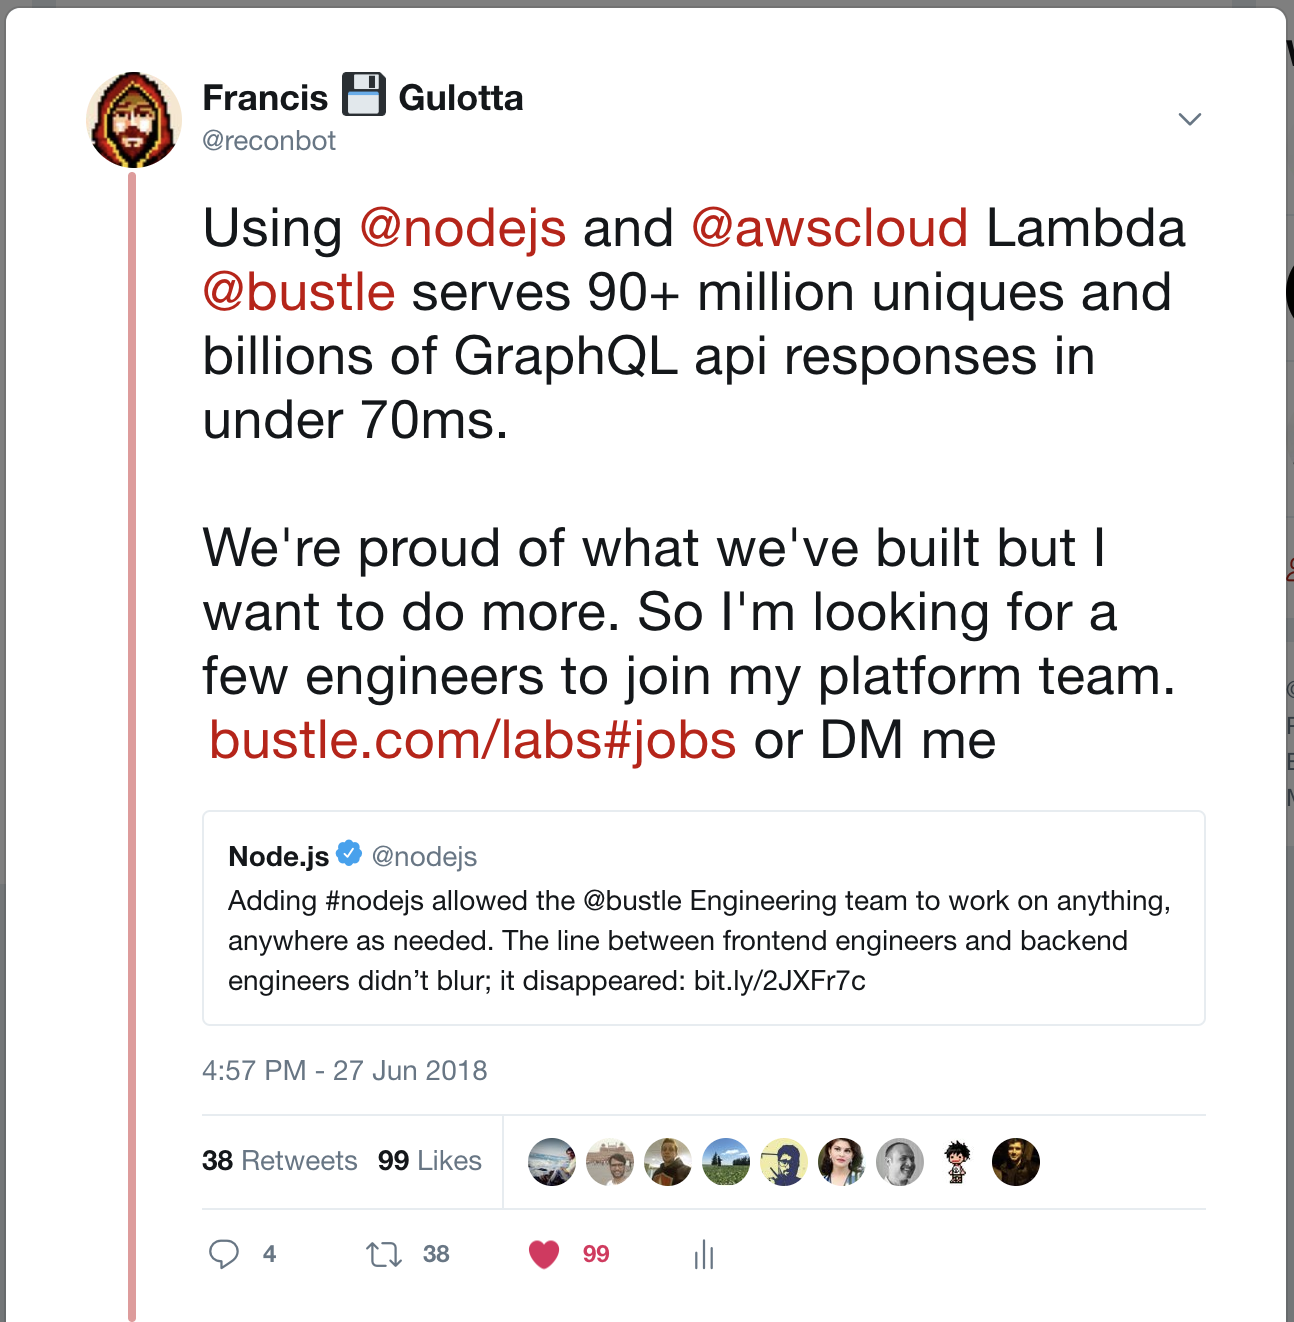 Francis 💾 Gulotta
@reconbot
Using @nodejs and @awscloud Lambda
@bustle serves 90+ million uniques and
billions of GraphQL api responses in
under 70ms.
We're proud of what we've built but I
want to do more. So I'm looking for a
few engineers to join my platform team.
bustle.com/labs#jobs or DM me
Node.js @nodejs
Adding #nodejs allowed the @bustle Engineering team to work on anything,
anywhere as needed. The line between frontend engineers and backend
engineers didn’t blur; it disappeared: bit.ly/2JXFr7c
4:57 PM - 27 Jun 2018
38 Retweets 99 Likes
4 38 99